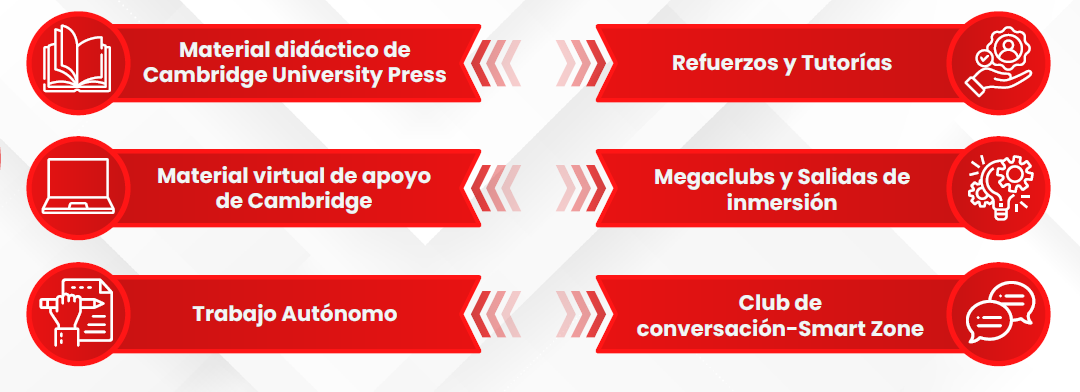 Material didáctico de
Cambridge University Press
Refuerzos y Tutorías
Material virtual de apoyo
de Cambridge
Megaclubs y Salidas de
inmersión
Trabajo Autónomo
Club de
conversación-Smart Zone